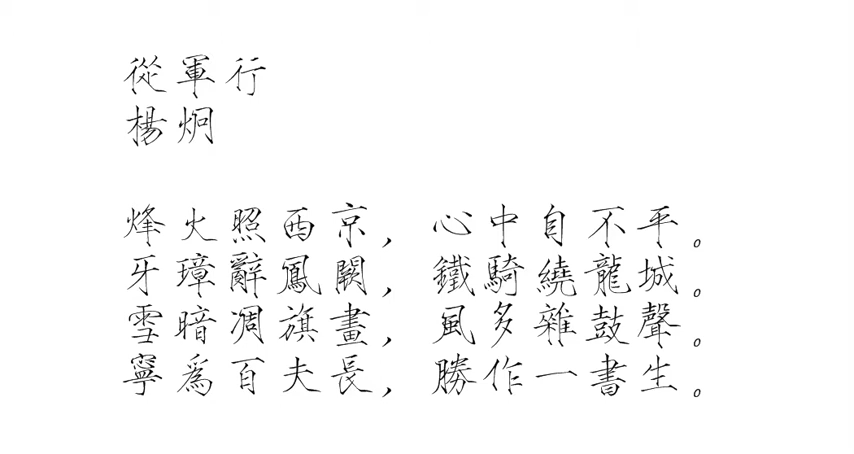 從軍行
楊炯

烽火照西京，心中自不平。
牙璋辭鳳闕，鐵騎繞龍城。
雪暗凋旗畫，風多雜鼓聲。
寧爲百夫長，勝作一書生。